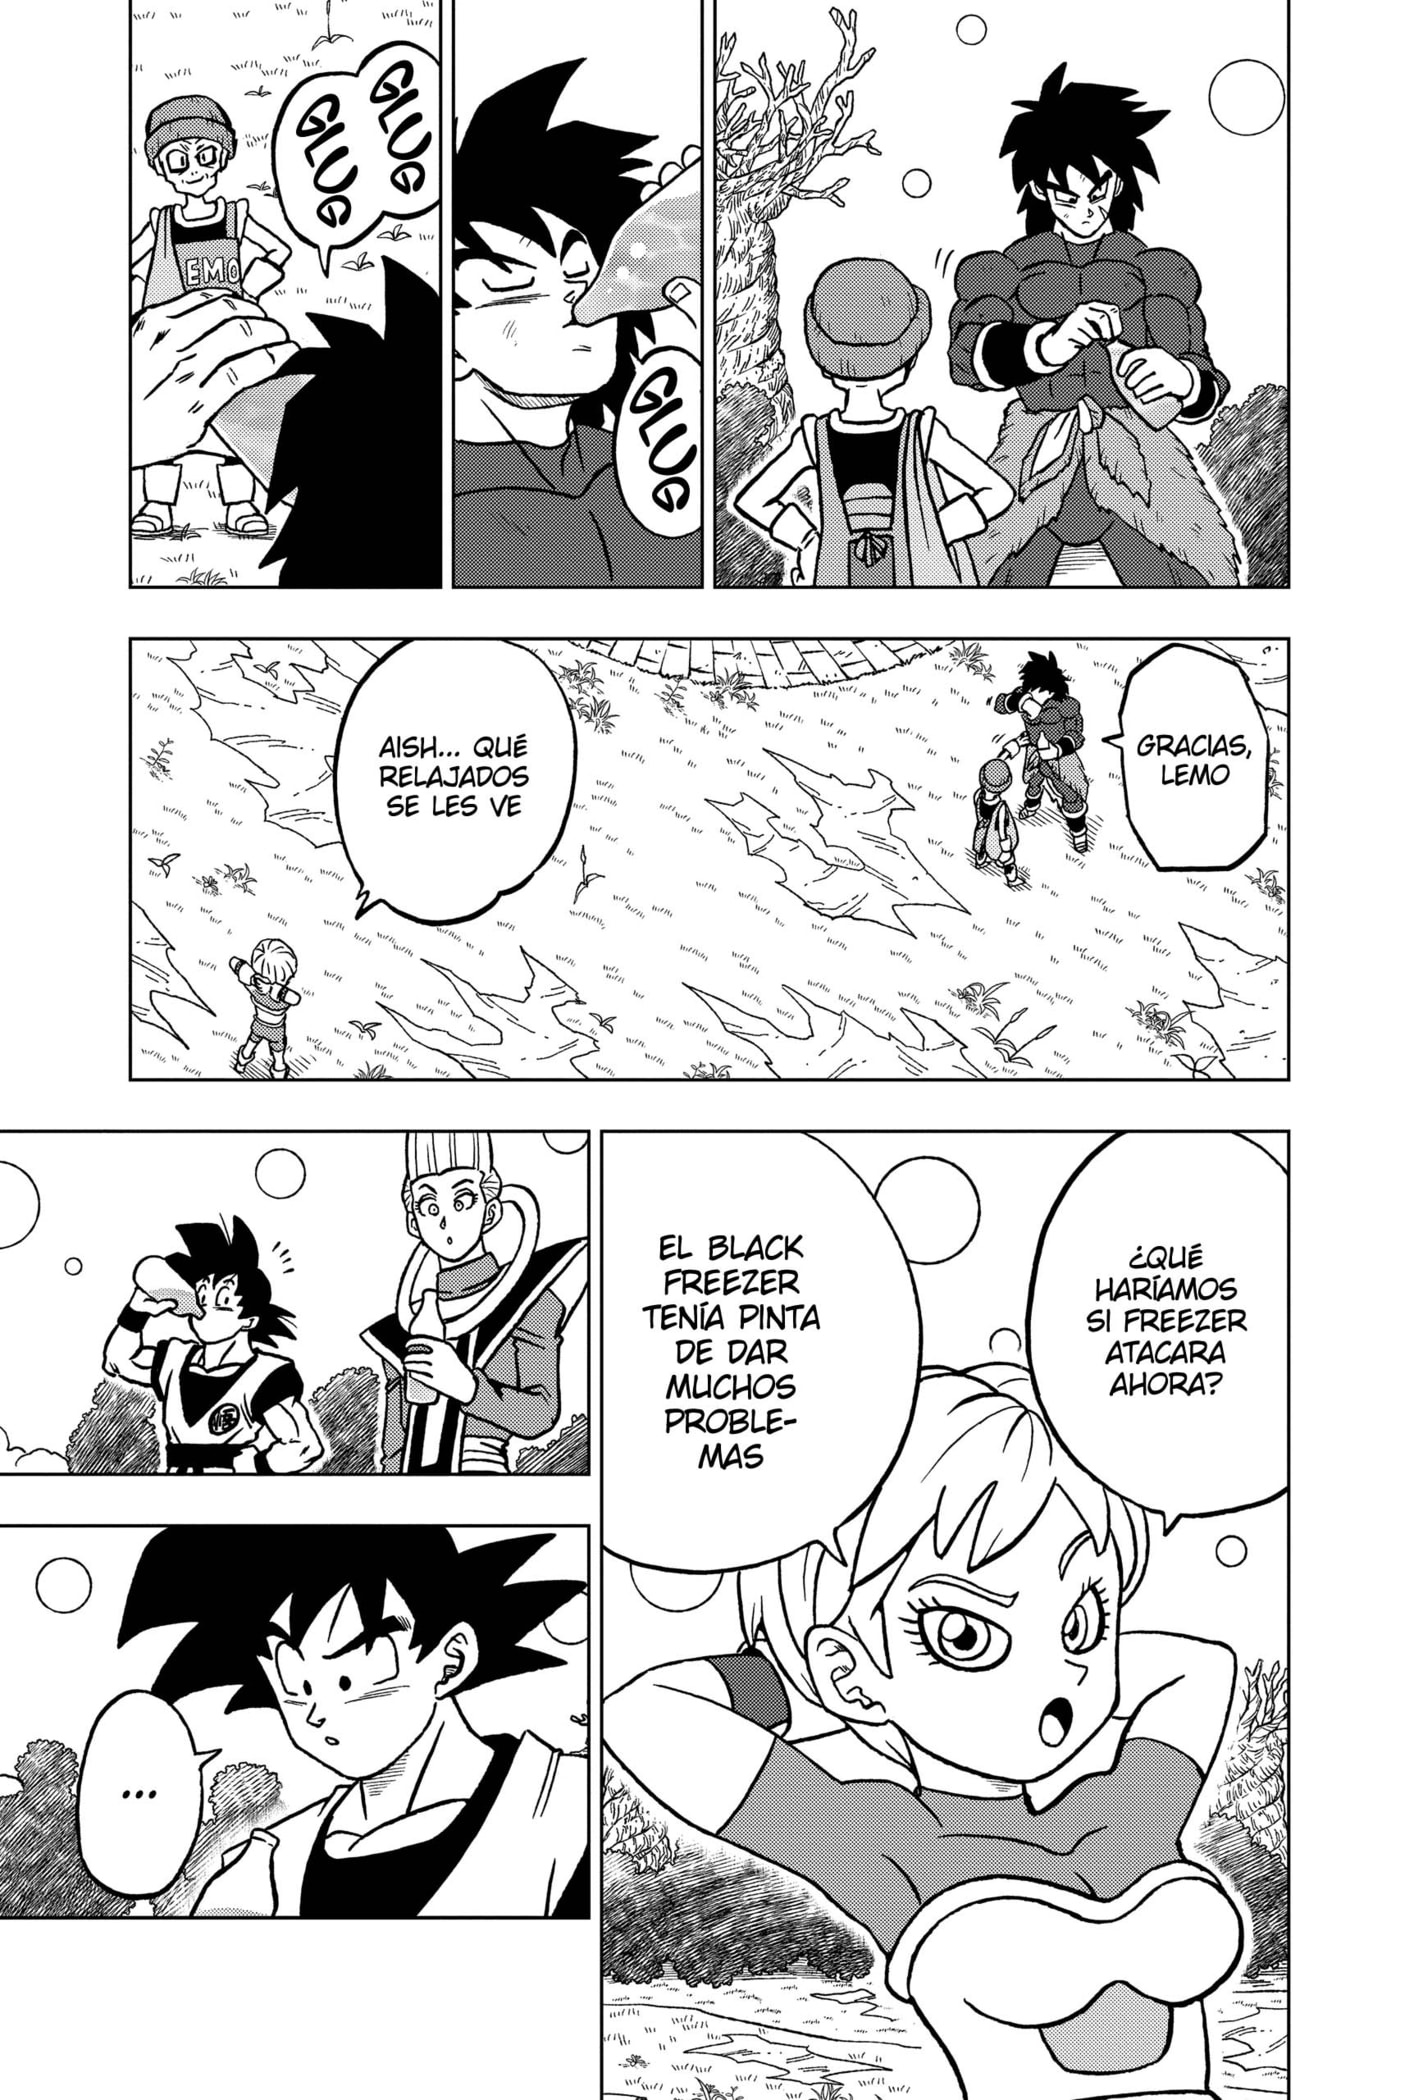 GLUG
GLUG
GLUG
EMO
GRACIAS,
LEMO
AISH... QUÉ
RELAJADOS
SE LES VE
¿QUÉ
HARÍAMOS
SI FREEZER
ATACARA
AHORA?
EL BLACK
FREEZER
TENÍA PINTA
DE DAR
MUCHOS
PROBLE-
MAS
...